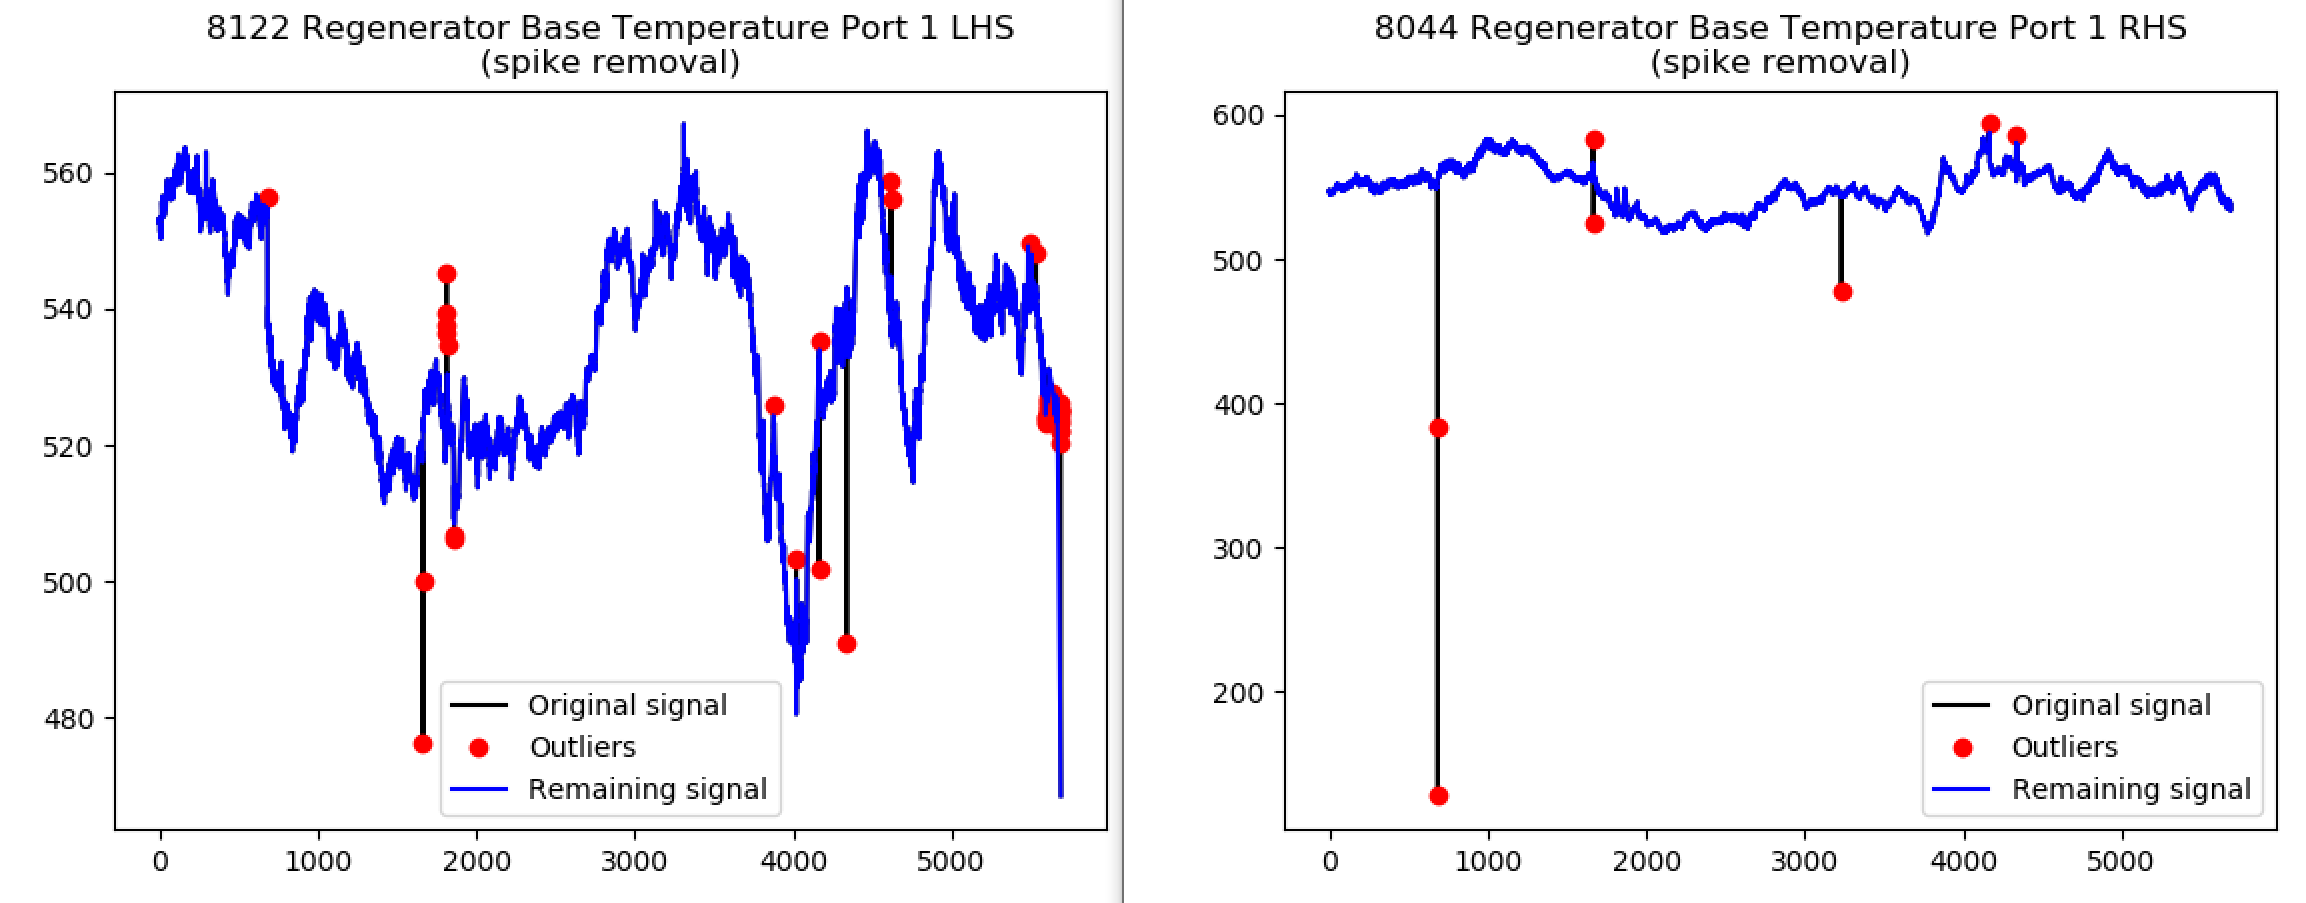 8122 Regenerator Base Temperature Port 1 LHS
(spike removal)
560
540
520
500
480
Original signal
Outliers
Remaining signal
0 1000 2000 3000 4000 5000
8044 Regenerator Base Temperature Port 1 RHS
(spike removal)
600
500
400
300
200
Original signal
Outliers
Remaining signal
0 1000 2000 3000 4000 5000